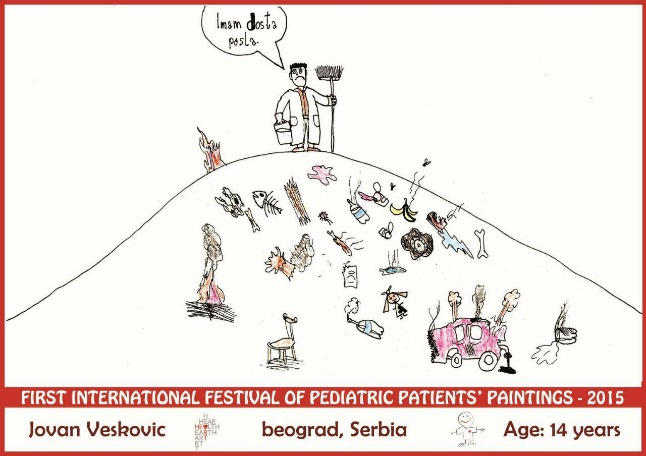 Imam dosta
posla.
FIRST INTERNATIONAL FESTIVAL OF PEDIATRIC PATIENTS' PAINTINGS - 2015
Jovan Veskovic
beograd, Serbia
Age: 14 years